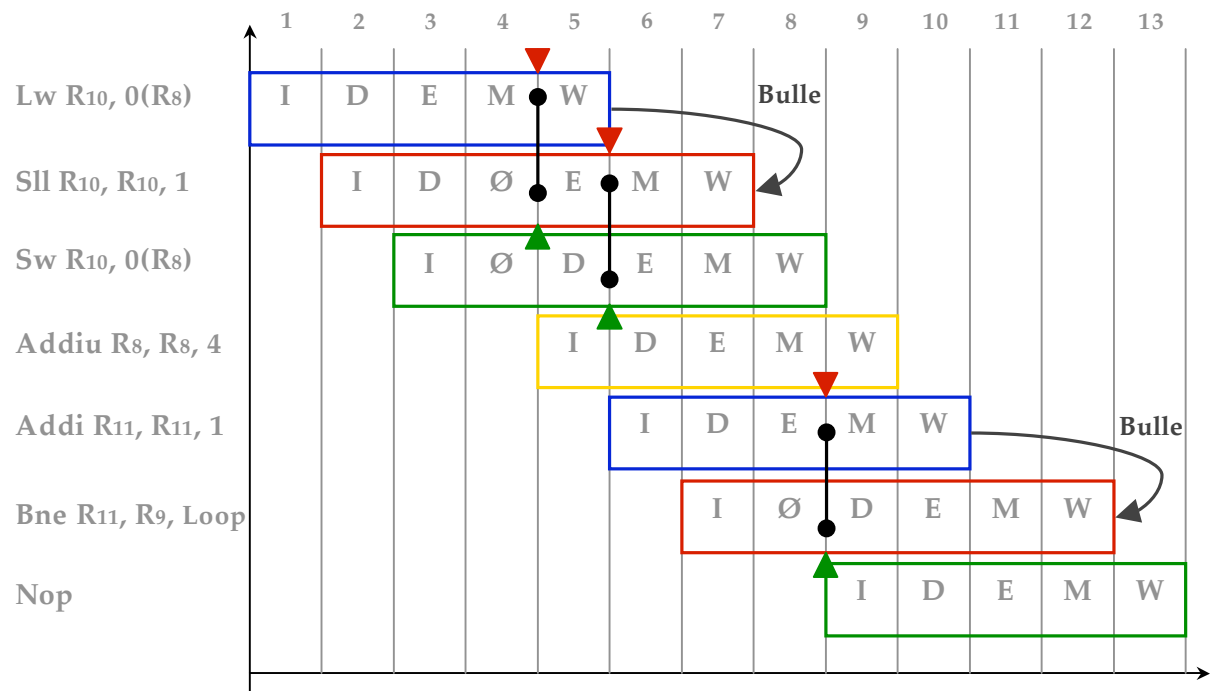 1 2 3 4 5 6 7 8 9 10 11 12 13
Lw R10, 0(R8) I D E M W Bulle
Sll R10, R10, 1 I D Ø E M W
Sw R10, 0(R8) I Ø D E M W
Addiu R8, R8, 4 I D E M W
Addi R11, R11, 1 I D E M W Bulle
Bne R11, R9, Loop I Ø D E M W
Nop I D E M W